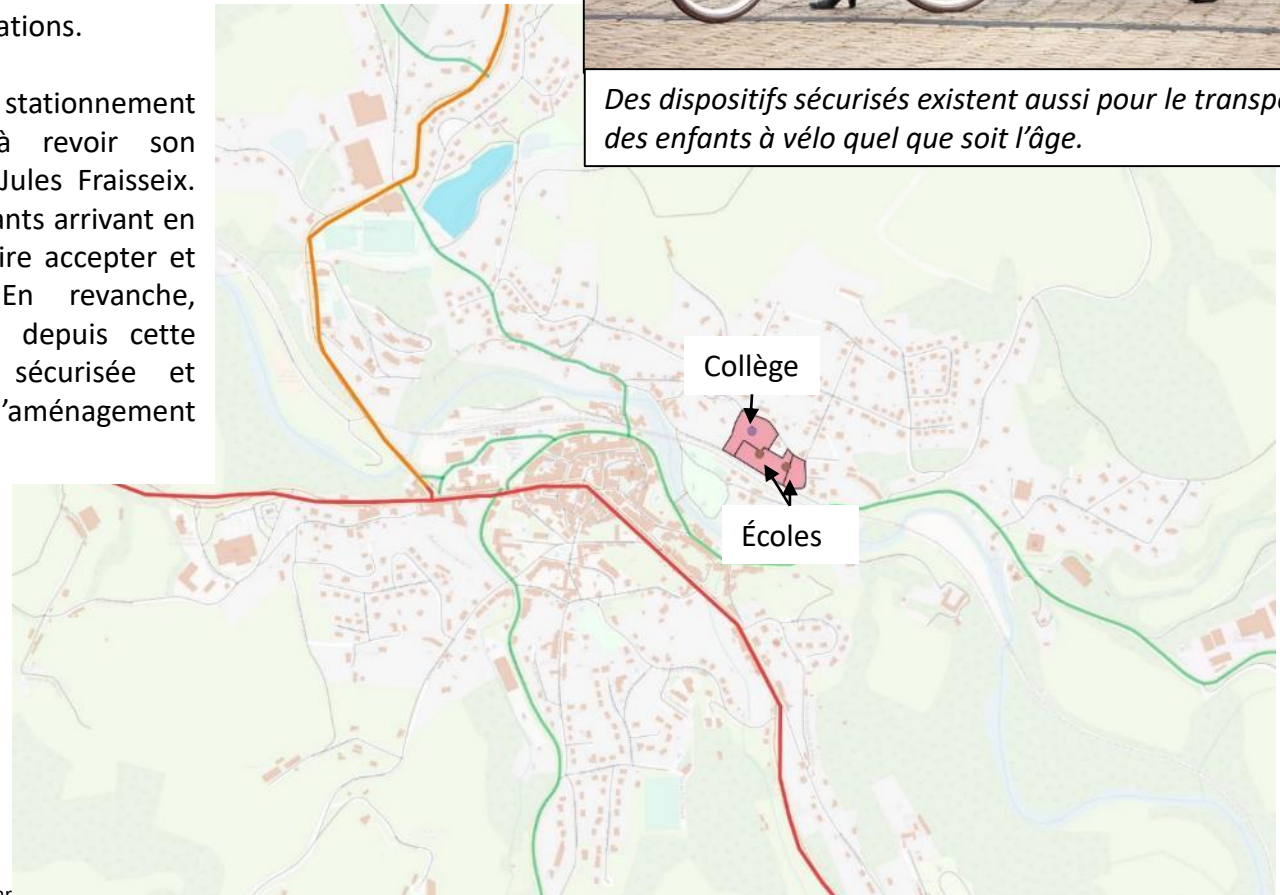 ations.
stationnement
à revoir son
Jules Fraisseix.
ants arrivant en
ire accepter et
En revanche,
depuis cette
sécurisée et
'aménagement
Des dispositifs sécurisés existent aussi pour le transp
des enfants à vélo quel que soit l'âge.
Collège
Écoles